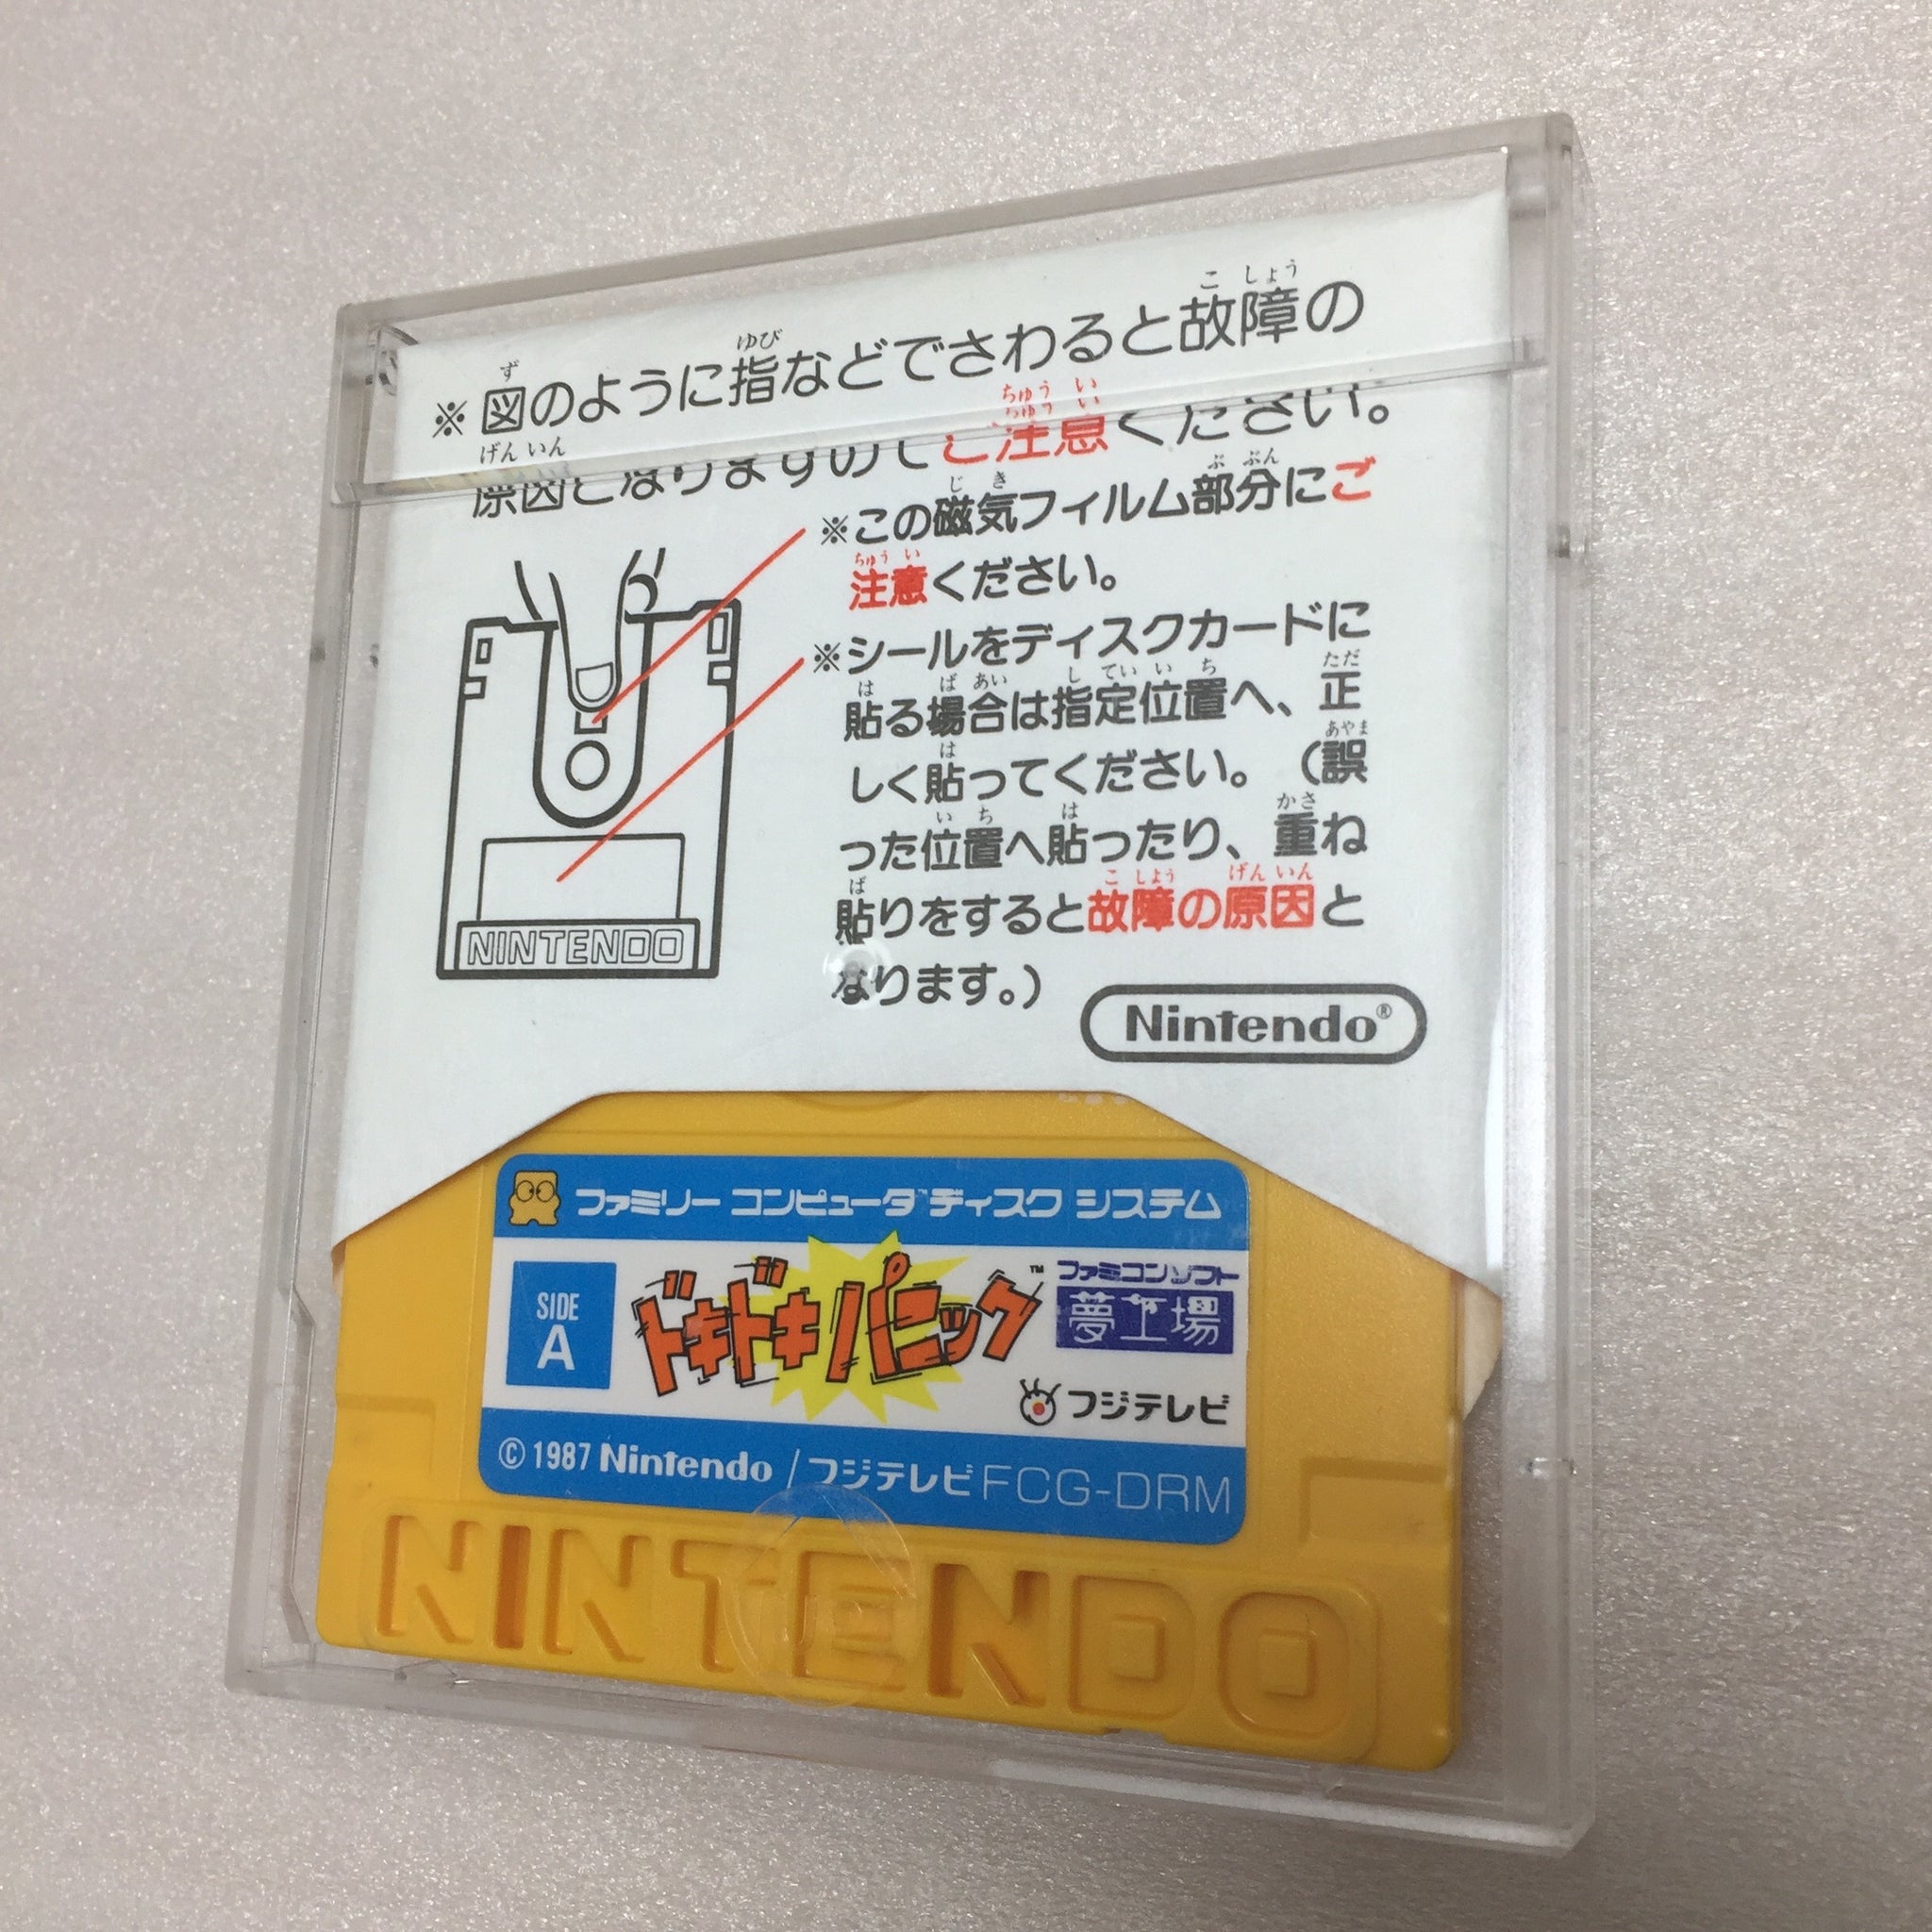 ※図のように指などでさわると故障の
原因となりますのでご注意ください。
※この磁気フィルム部分にご
注意ください。
※シールをディスクカードに
貼る場合は指定位置へ、正
しく貼ってください。(誤
った位置へ貼ったり、重ね
貼りをすると故障の原因と
なります。)
NINTENDO
Nintendo®
ファミリー コンピュータ™ ディスク システム
SIDE
A
ドキドキパニック™
ファミコンソフト
夢工場
フジテレビ
© 1987 Nintendo / フジテレビ FCG-DRM
NINTENDO